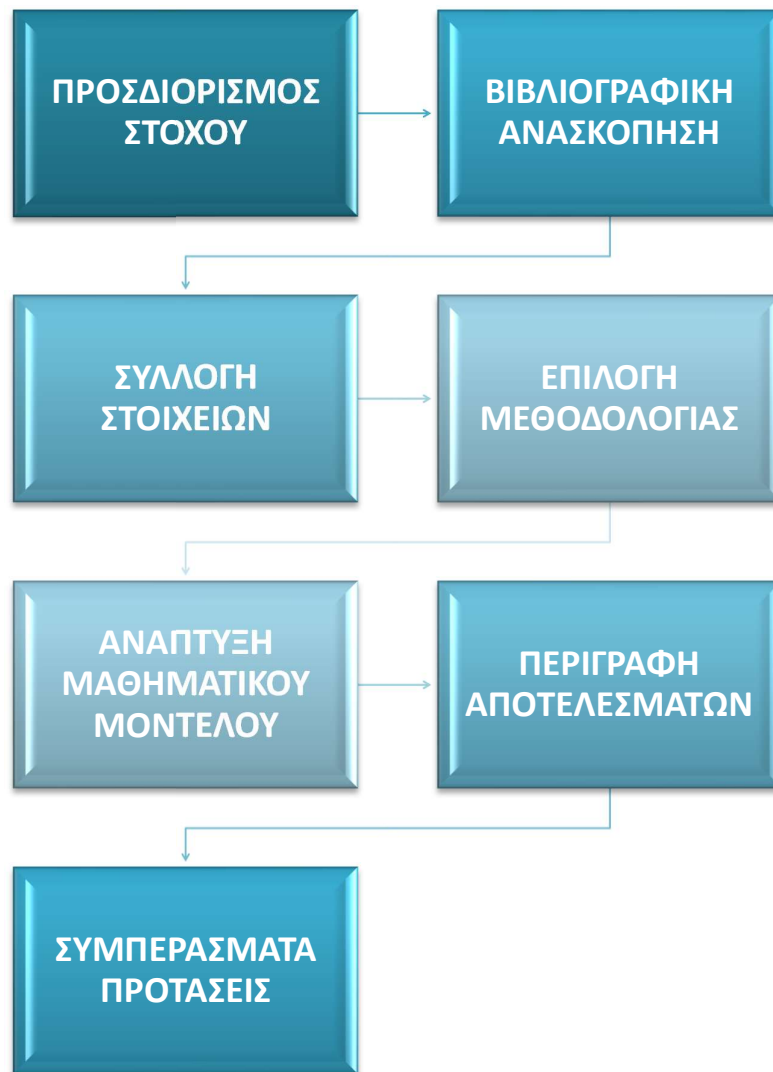 ΠΡΟΣΔΙΟΡΙΣΜΟΣ
ΣΤΟΧΟΥ
ΒΙΒΛΙΟΓΡΑΦΙΚΗ
ΑΝΑΣΚΟΠΗΣΗ
ΣΥΛΛΟΓΗ
ΣΤΟΙΧΕΙΩΝ
ΕΠΙΛΟΓΗ
ΜΕΘΟΔΟΛΟΓΙΑΣ
ΑΝΑΠΤΥΞΗ
ΜΑΘΗΜΑΤΙΚΟΥ
ΜΟΝΤΕΛΟΥ
ΠΕΡΙΓΡΑΦΗ
ΑΠΟΤΕΛΕΣΜΑΤΩΝ
ΣΥΜΠΕΡΑΣΜΑΤΑ
ΠΡΟΤΑΣΕΙΣ